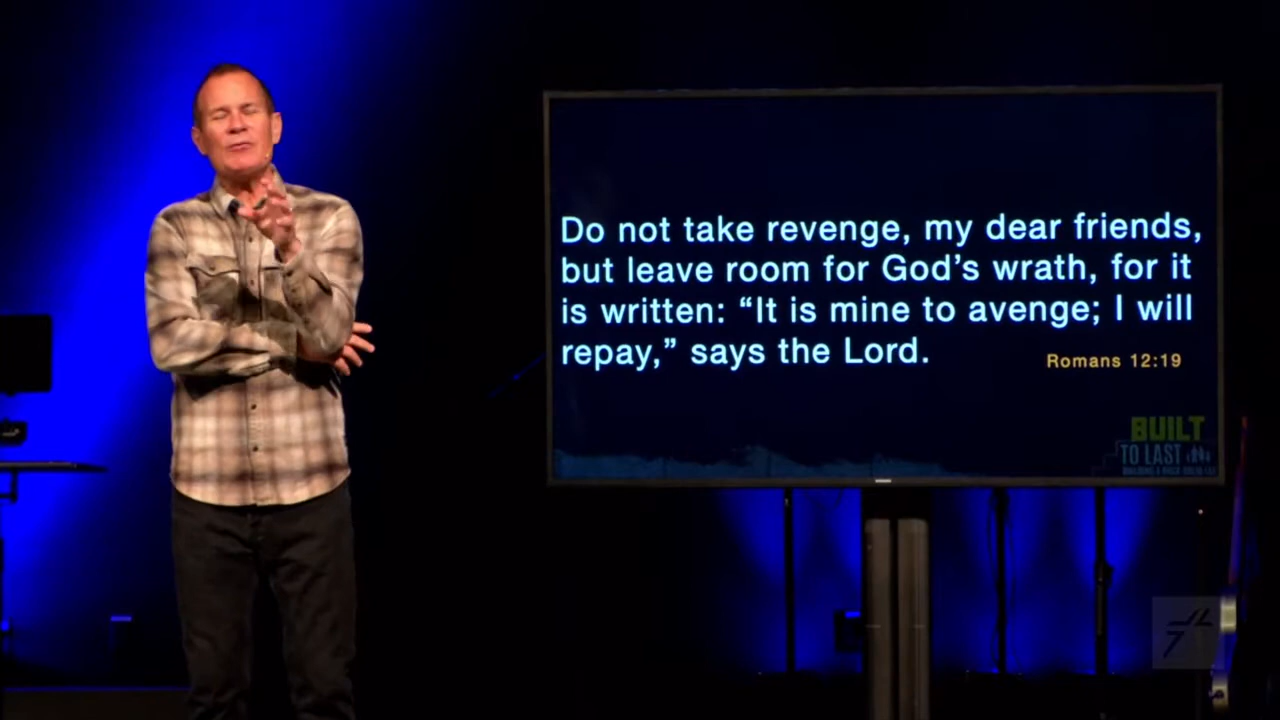 Do not take revenge, my dear friends,
but leave room for God’s wrath, for it
is written: “It is mine to avenge; I will
repay,” says the Lord.
Romans 12:19
BUILT
TO LAST